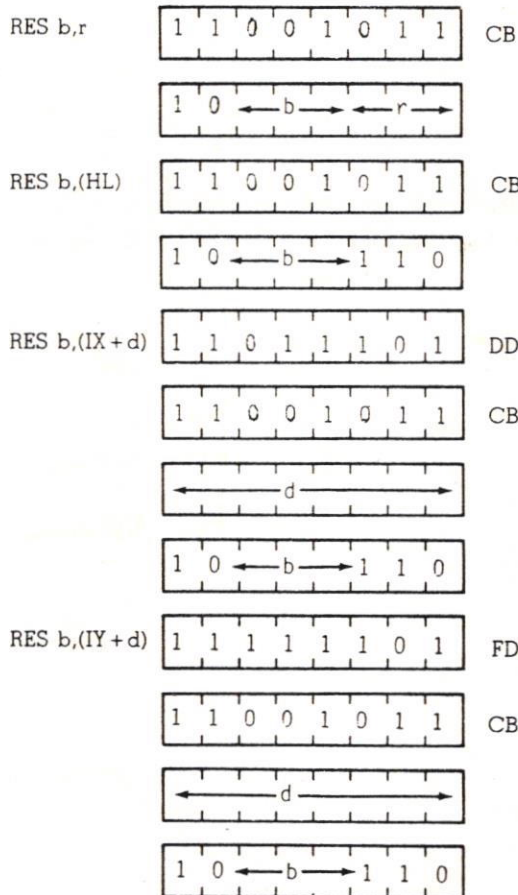 RES b,r 1 1 0 0 1 0 1 1 CB
1 0 b r
RES b,(HL) 1 1 0 0 1 0 1 1 CB
1 0 b 1 1 0
RES b,(IX + d) 1 1 0 1 1 1 0 1 DD
1 1 0 0 1 0 1 1 CB
d
1 0 b 1 1 0
RES b,(IY + d) 1 1 1 1 1 1 0 1 FD
1 1 0 0 1 0 1 1 CB
d
1 0 b 1 1 0